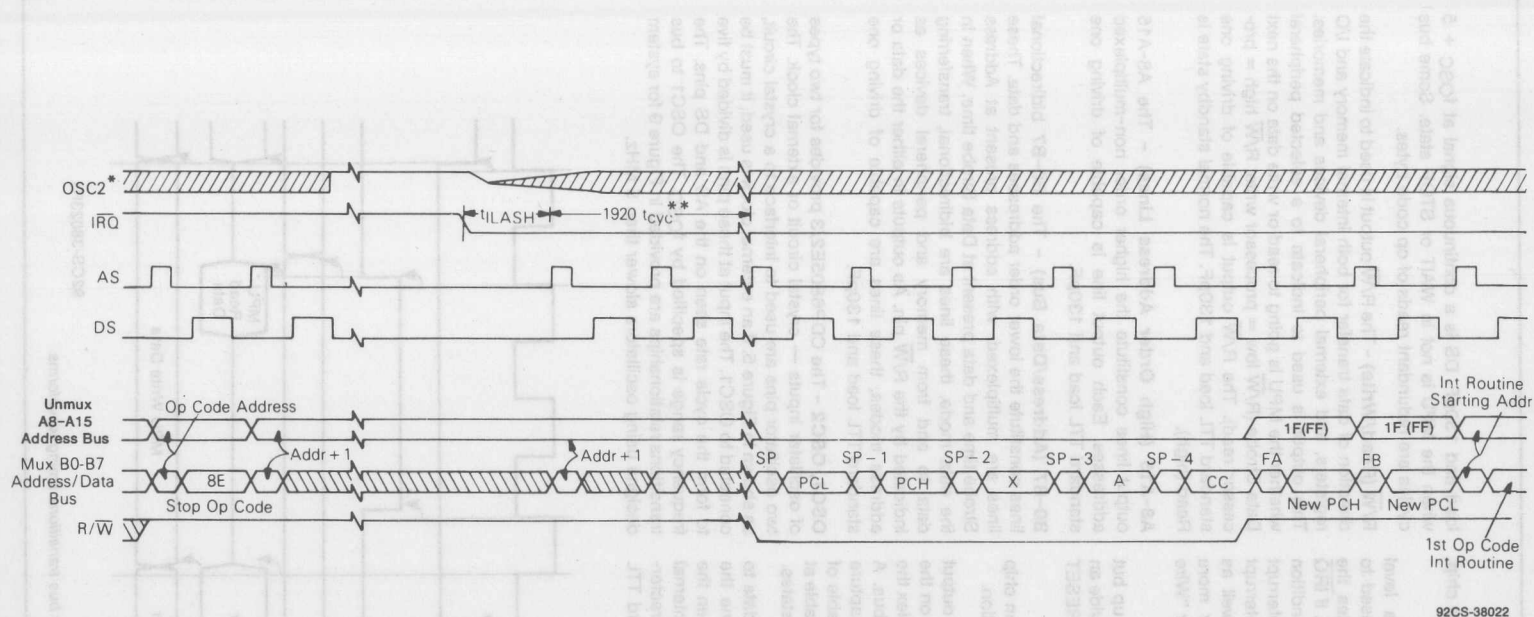 OSC2*
IRQ
tILASH
1920 tcyc**
AS
DS
Int Routine
Starting Addr
Unmux
A8–A15
Address Bus
Op Code Address
Addr + 1
Addr + 1
1F(FF)
1F (FF)
Mux B0-B7
Address/Data
Bus
SP
SP – 1
SP – 2
SP – 3
SP – 4
FA
FB
8E
PCL
PCH
X
A
CC
Stop Op Code
New PCH
New PCL
R/W
1st Op Code
Int Routine
92CS-38022